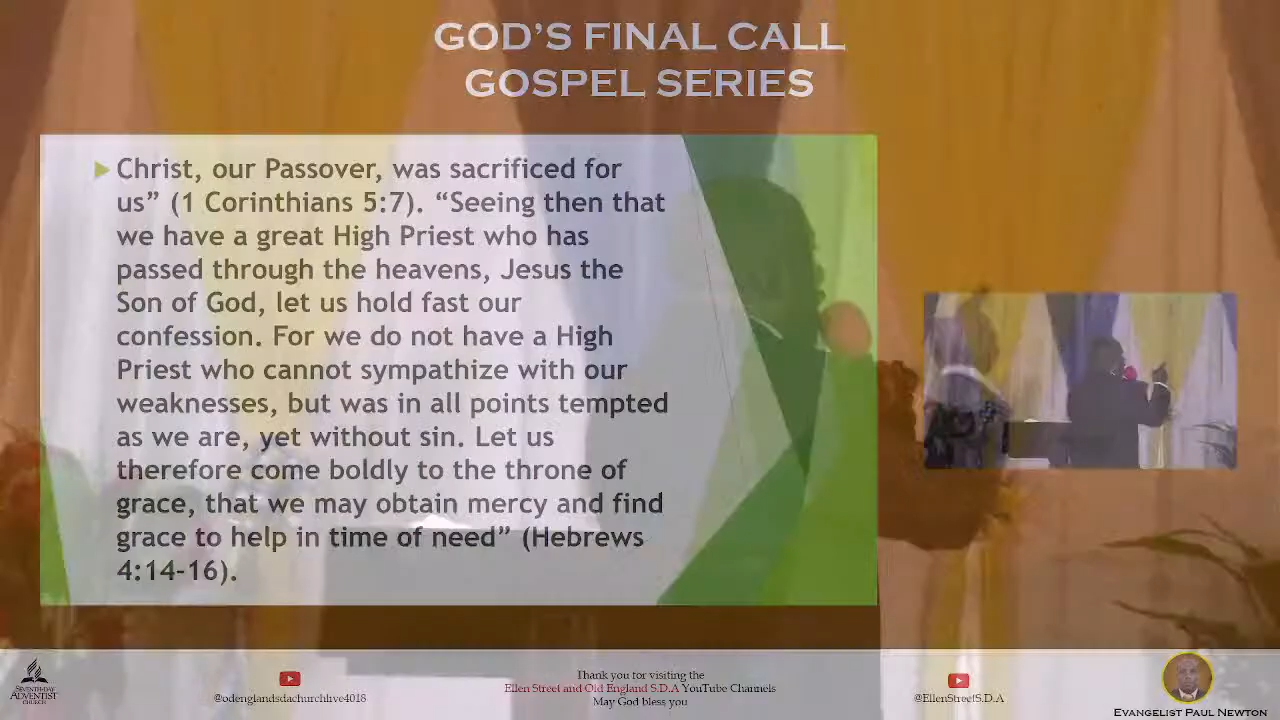 GOD'S FINAL CALL
GOSPEL SERIES
Christ, our Passover, was sacrificed for
us” (1 Corinthians 5:7). “Seeing then that
we have a great High Priest who has
passed through the heavens, Jesus the
Son of God, let us hold fast our
confession. For we do not have a High
Priest who cannot sympathize with our
weaknesses, but was in all points tempted
as we are, yet without sin. Let us
therefore come boldly to the throne of
grace, that we may obtain mercy and find
grace to help in time of need” (Hebrews
4:14-16).
SEVENTH-DAY
ADVENTIST
CHURCH
@odenglandsdachurchlive4018
Thank you for visiting the
Ellen Street and Old England S.D.A YouTube Channels
May God bless you
@EllenStreetS.D.A
EVANGELIST PAUL NEWTON